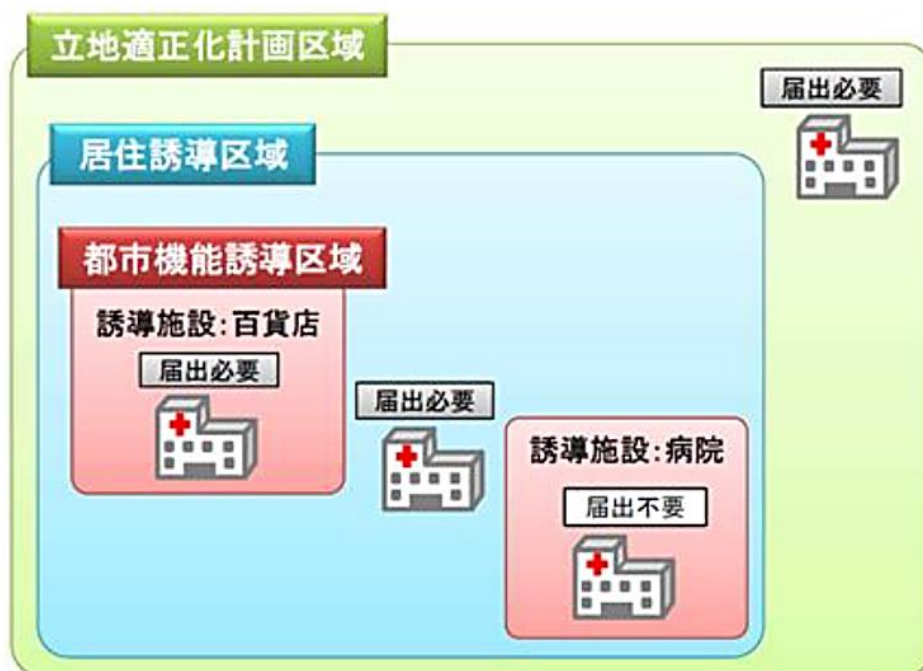 立地適正化計画区域
届出必要
居住誘導区域
都市機能誘導区域
誘導施設:百貨店
届出必要
届出必要
誘導施設:病院
届出不要